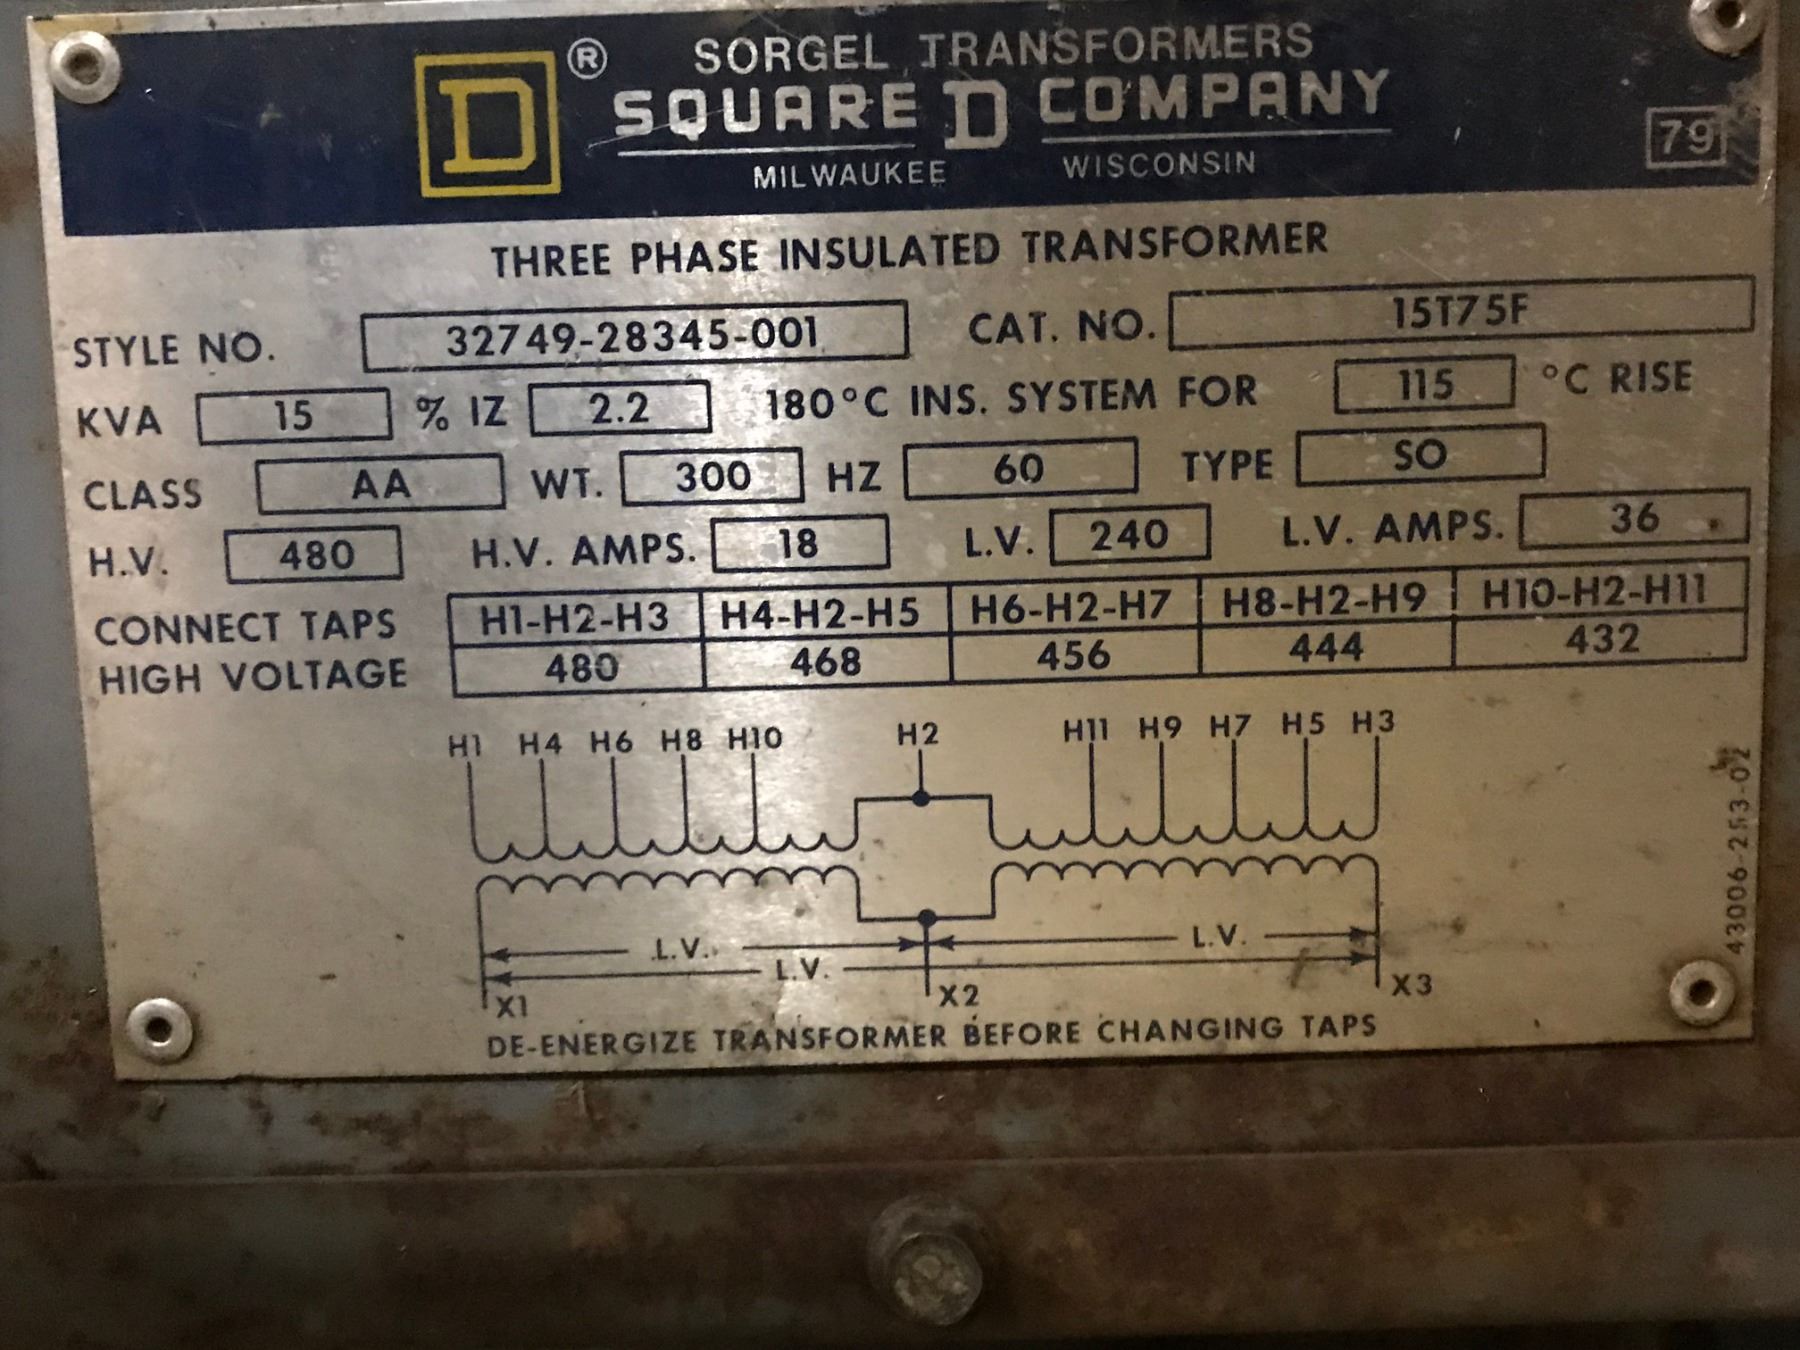 D ® SORGEL TRANSFORMERS
SQUARE D COMPANY
MILWAUKEE WISCONSIN
79
THREE PHASE INSULATED TRANSFORMER
STYLE NO. 32749-28345-001 CAT. NO. 15T75F
KVA 15 % IZ 2.2 180°C INS. SYSTEM FOR 115 °C RISE
CLASS AA WT. 300 HZ 60 TYPE SO
H.V. 480 H.V. AMPS. 18 L.V. 240 L.V. AMPS. 36
CONNECT TAPS H1-H2-H3 H4-H2-H5 H6-H2-H7 H8-H2-H9 H10-H2-H11
HIGH VOLTAGE 480 468 456 444 432
H1 H4 H6 H8 H10 H2 H11 H9 H7 H5 H3
L.V. L.V.
L.V.
X1 X2 X3
DE-ENERGIZE TRANSFORMER BEFORE CHANGING TAPS
43006-253-02